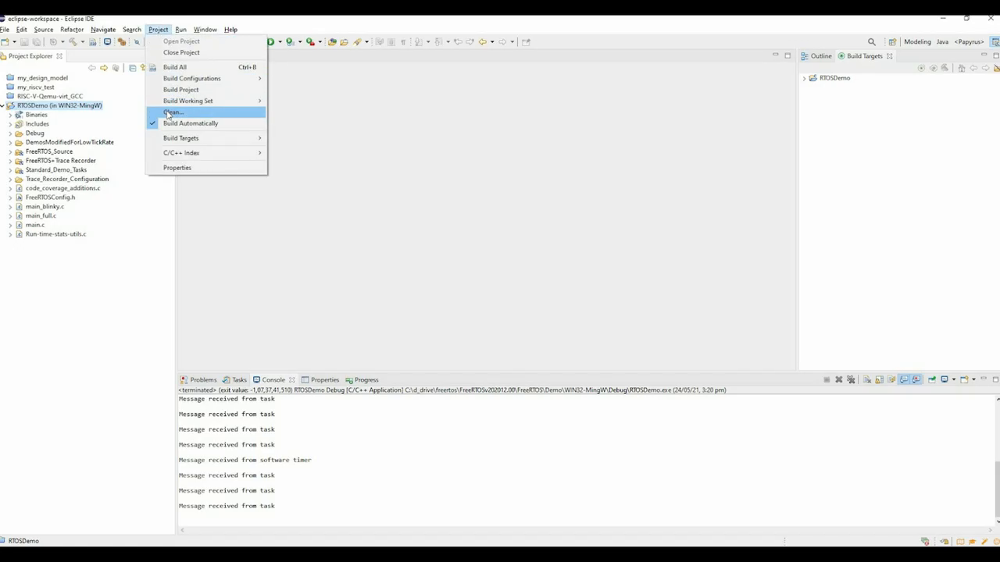 eclipse-workspace - Eclipse IDE
File Edit Source Refactor Navigate Search Project Run Window Help
Modeling Java <Papyrus>
Project Explorer
my_design_model
my_riscv_test
RISC-V-Qemu-virt_GCC
RTOSDemo (in WIN32-MingW)
Binaries
Includes
Debug
DemosModifiedForLowTickRate
FreeRTOS_Source
FreeRTOS+Trace Recorder
Standard_Demo_Tasks
Trace_Recorder_Configuration
code_coverage_additions.c
FreeRTOSConfig.h
main_blinky.c
main_full.c
main.c
Run-time-stats-utils.c
Open Project
Close Project
Build All Ctrl+B
Build Configurations
Build Project
Build Working Set
Clean...
Build Automatically
Build Targets
C/C++ Index
Properties
Outline Build Targets
RTOSDemo
Problems Tasks Console Properties Progress
<terminated> (exit value: -1,07,37,41,510) RTOSDemo Debug [C/C++ Application] C:\d_drive\freertos\FreeRTOSv202012.00\FreeRTOS\Demo\WIN32-MingW\Debug\RTOSDemo.exe (24/05/21, 3:20 pm)
Message received from task
Message received from task
Message received from task
Message received from task
Message received from software timer
Message received from task
Message received from task
Message received from task
RTOSDemo